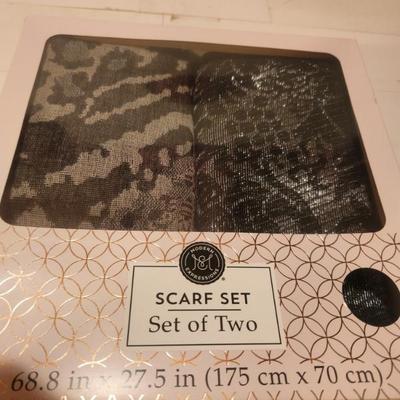 MODERN
EXPRESSIONS
SCARF SET
Set of Two
68.8 in x 27.5 in (175 cm x 70 cm)